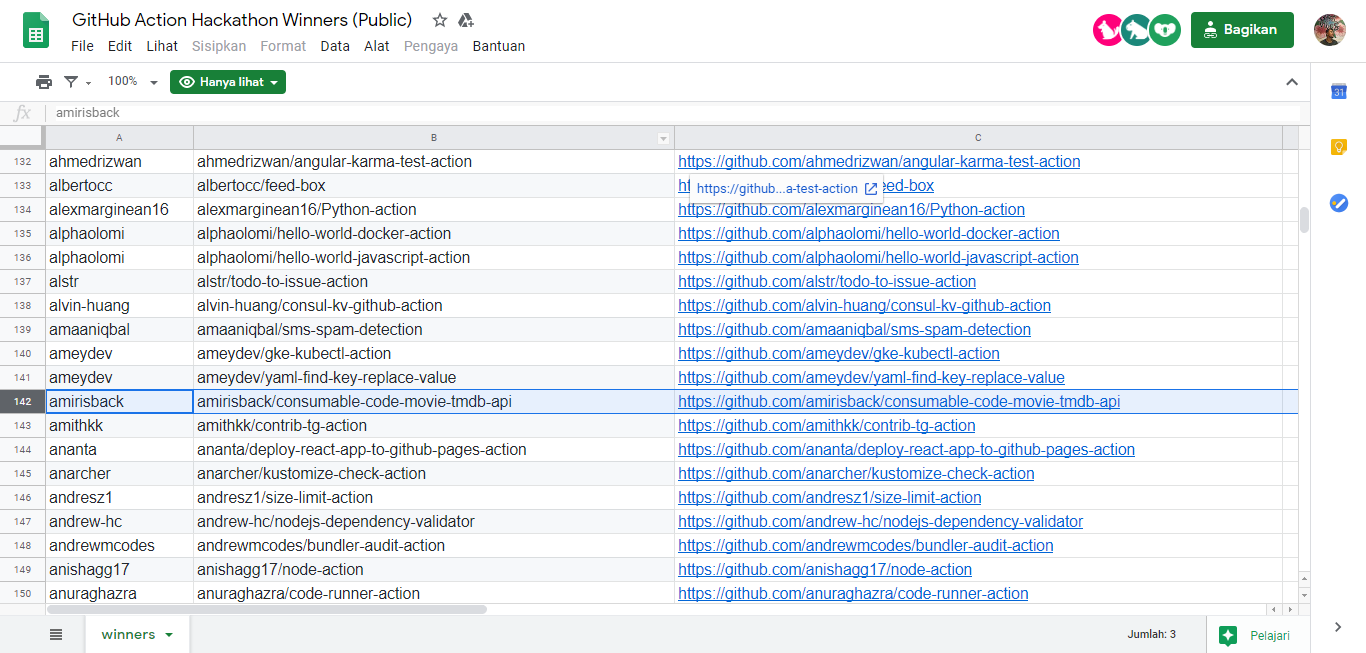 GitHub Action Hackathon Winners (Public)
File Edit Lihat Sisipkan Format Data Alat Pengaya Bantuan
Bagikan
100% Hanya lihat
31
fx amirisback
A B C
132 ahmedrizwan ahmedrizwan/angular-karma-test-action https://github.com/ahmedrizwan/angular-karma-test-action
133 albertocc albertocc/feed-box ht https://github...a-test-action eed-box
134 alexmarginean16 alexmarginean16/Python-action https://github.com/alexmarginean16/Python-action
135 alphaolomi alphaolomi/hello-world-docker-action https://github.com/alphaolomi/hello-world-docker-action
136 alphaolomi alphaolomi/hello-world-javascript-action https://github.com/alphaolomi/hello-world-javascript-action
137 alstr alstr/todo-to-issue-action https://github.com/alstr/todo-to-issue-action
138 alvin-huang alvin-huang/consul-kv-github-action https://github.com/alvin-huang/consul-kv-github-action
139 amaaniqbal amaaniqbal/sms-spam-detection https://github.com/amaaniqbal/sms-spam-detection
140 ameydev ameydev/gke-kubectl-action https://github.com/ameydev/gke-kubectl-action
141 ameydev ameydev/yaml-find-key-replace-value https://github.com/ameydev/yaml-find-key-replace-value
142 amirisback amirisback/consumable-code-movie-tmdb-api https://github.com/amirisback/consumable-code-movie-tmdb-api
143 amithkk amithkk/contrib-tg-action https://github.com/amithkk/contrib-tg-action
144 ananta ananta/deploy-react-app-to-github-pages-action https://github.com/ananta/deploy-react-app-to-github-pages-action
145 anarcher anarcher/kustomize-check-action https://github.com/anarcher/kustomize-check-action
146 andresz1 andresz1/size-limit-action https://github.com/andresz1/size-limit-action
147 andrew-hc andrew-hc/nodejs-dependency-validator https://github.com/andrew-hc/nodejs-dependency-validator
148 andrewmcodes andrewmcodes/bundler-audit-action https://github.com/andrewmcodes/bundler-audit-action
149 anishagg17 anishagg17/node-action https://github.com/anishagg17/node-action
150 anuraghazra anuraghazra/code-runner-action https://github.com/anuraghazra/code-runner-action
winners Jumlah: 3 Pelajari